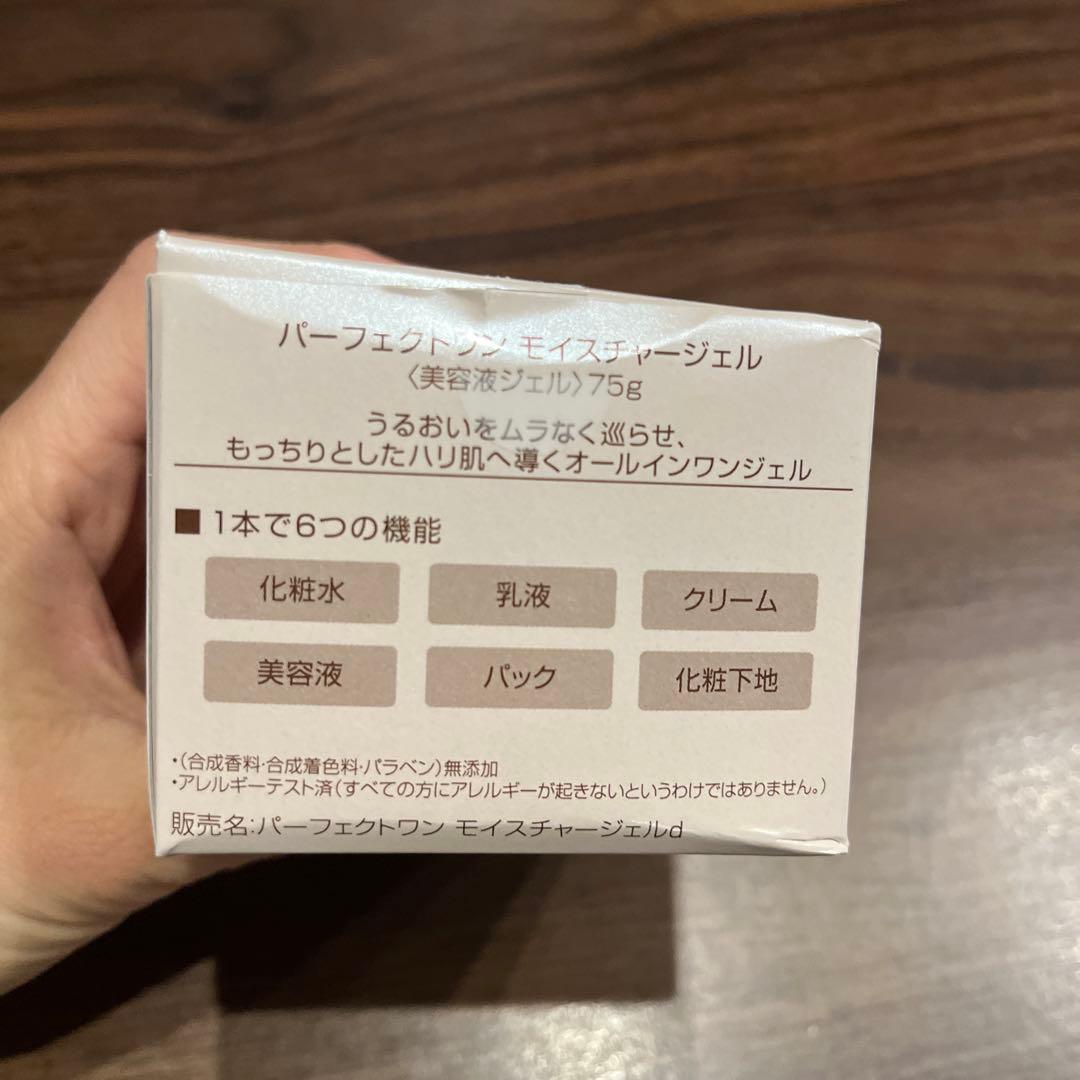 パーフェクトワン モイスチャージェル
〈美容液ジェル〉75g
うるおいをムラなく巡らせ、
もっちりとしたハリ肌へ導くオールインワンジェル
■ 1本で6つの機能
化粧水 乳液 クリーム
美容液 パック 化粧下地
・(合成香料・合成着色料・パラベン)無添加
・アレルギーテスト済(すべての方にアレルギーが起きないというわけではありません。)
販売名:パーフェクトワン モイスチャージェルd